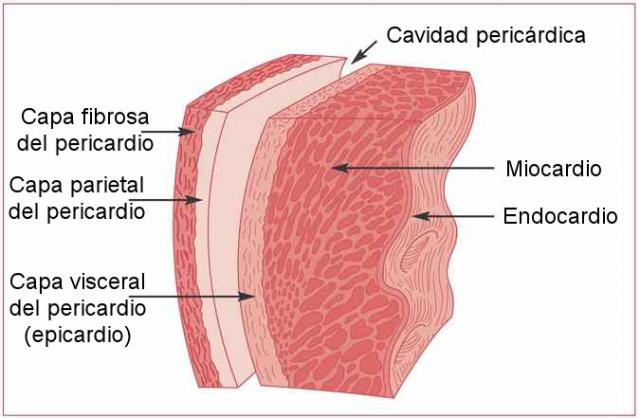 Cavidad pericárdica
Capa fibrosa
del pericardio
Capa parietal
del pericardio
Capa visceral
del pericardio
(epicardio)
Miocardio
Endocardio